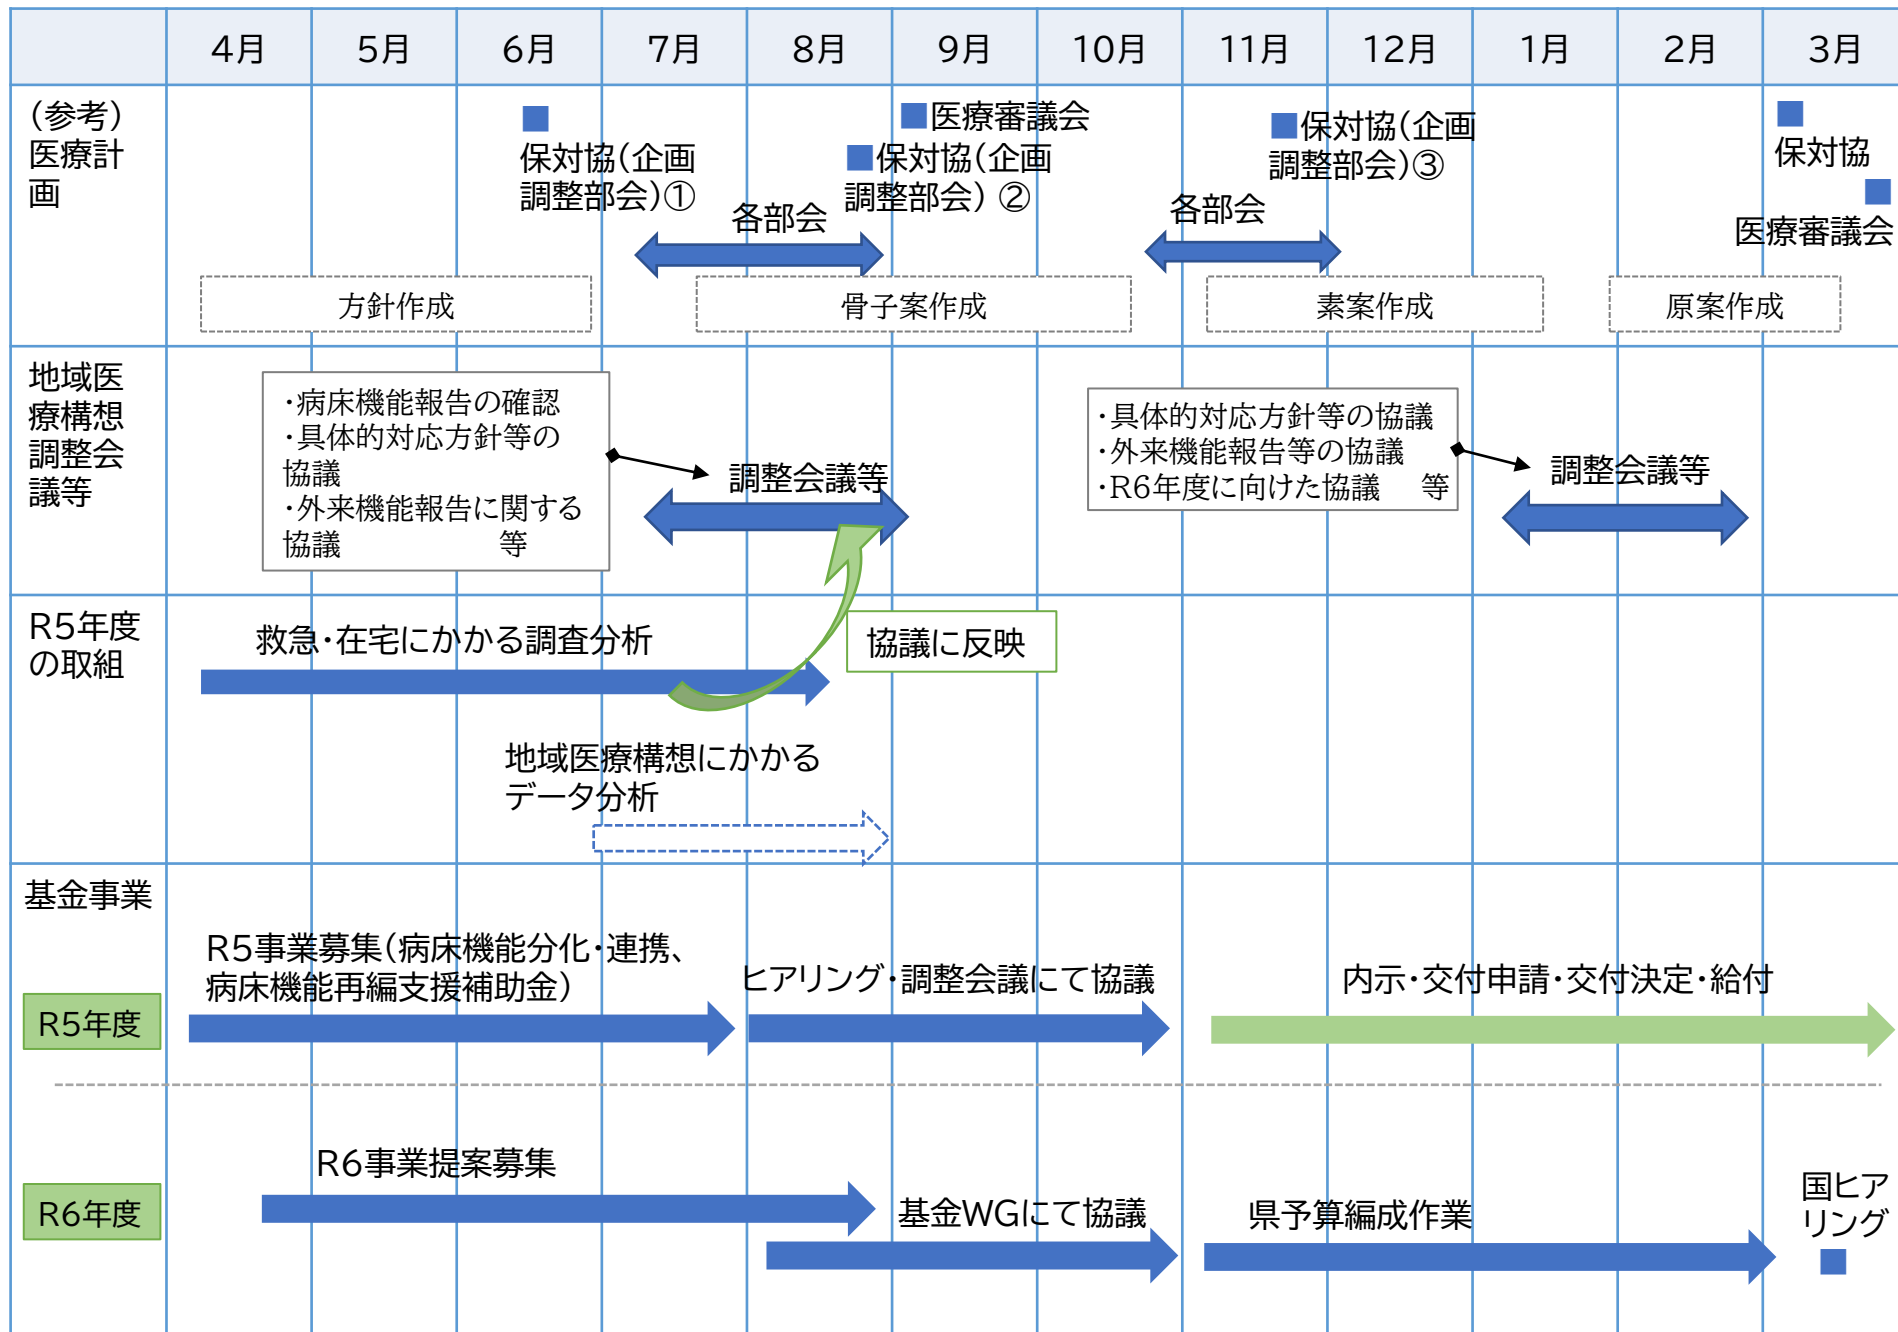 4月
5月
6月
7月
8月
9月
10月
11月
12月
1月
2月
3月
(参考)
医療計
画
■
保対協(企画
調整部会)①
各部会
■医療審議会
■保対協(企画
調整部会)②
各部会
■保対協(企画
調整部会)③
■
保対協
■
医療審議会
方針作成
骨子案作成
素案作成
原案作成
地域医
療構想
調整会
議等
・病床機能報告の確認
・具体的対応方針等の
協議
・外来機能報告に関する
協議　　　　　　等
調整会議等
・具体的対応方針等の協議
・外来機能報告等の協議
・R6年度に向けた協議　等
調整会議等
R5年度
の取組
救急・在宅にかかる調査分析
協議に反映
地域医療構想にかかる
データ分析
基金事業
R5年度
R5事業募集(病床機能分化・連携、
病床機能再編支援補助金)
ヒアリング・調整会議にて協議
内示・交付申請・交付決定・給付
R6年度
R6事業提案募集
基金WGにて協議
県予算編成作業
国ヒア
リング
■